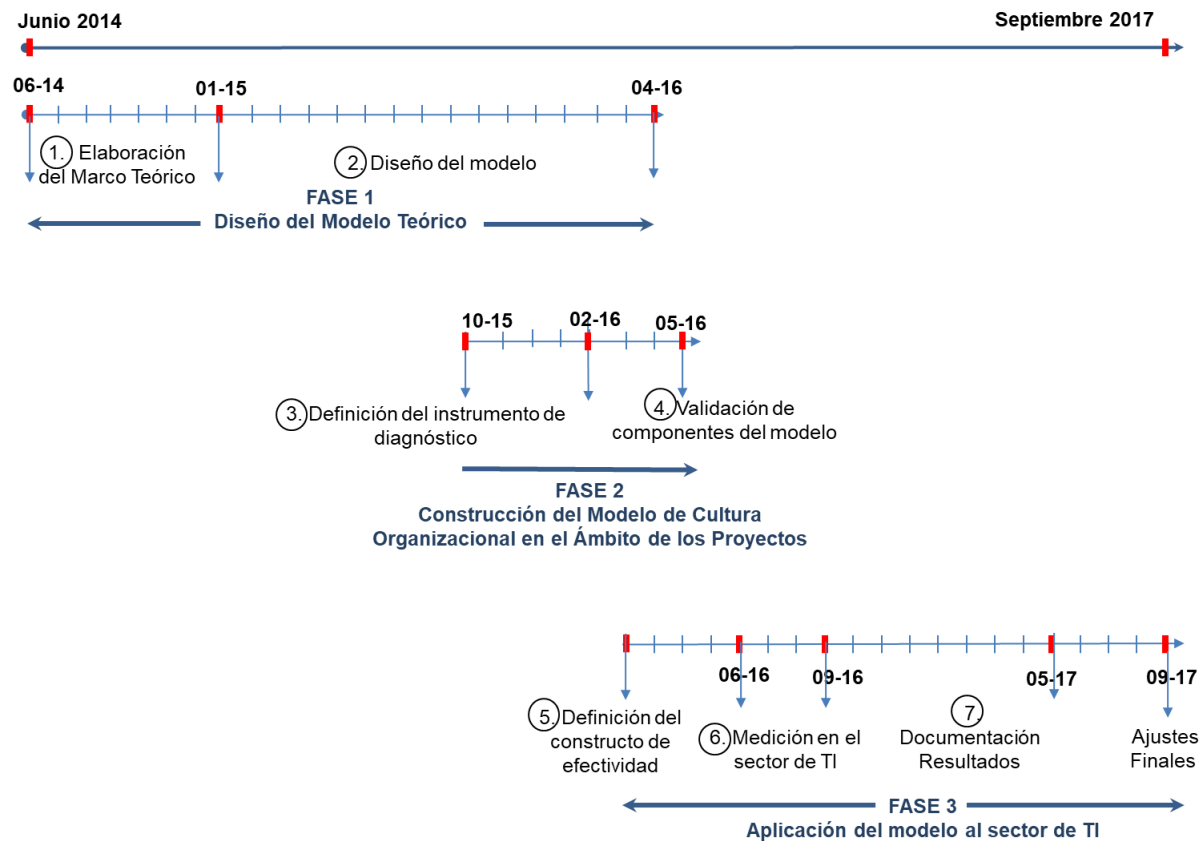 Junio 2014
Septiembre 2017
06-14
01-15
04-16
1. Elaboración
del Marco Teórico
2. Diseño del modelo
FASE 1
Diseño del Modelo Teórico
10-15
02-16
05-16
3. Definición del instrumento de
diagnóstico
4. Validación de
componentes del modelo
FASE 2
Construcción del Modelo de Cultura
Organizacional en el Ámbito de los Proyectos
06-16
09-16
05-17
09-17
5. Definición del
constructo de
efectividad
6. Medición en el
sector de TI
7.
Documentación
Resultados
Ajustes
Finales
FASE 3
Aplicación del modelo al sector de TI